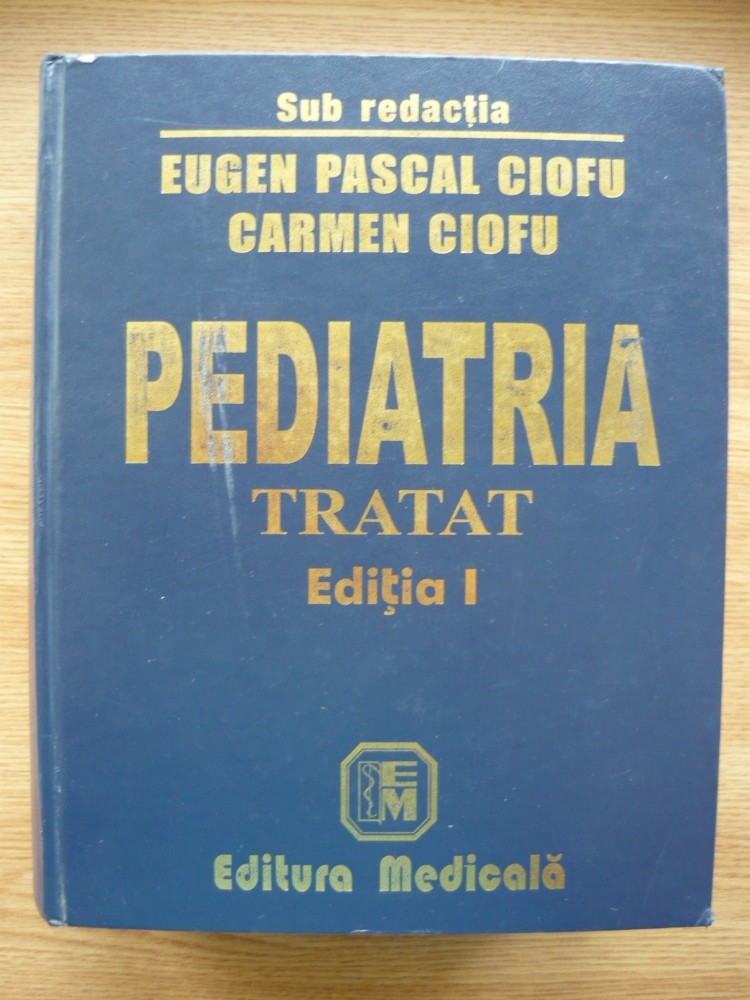 Sub redacția
EUGEN PASCAL CIOFU
CARMEN CIOFU
PEDIATRIA
TRATAT
Ediția I
EM
Editura Medicală